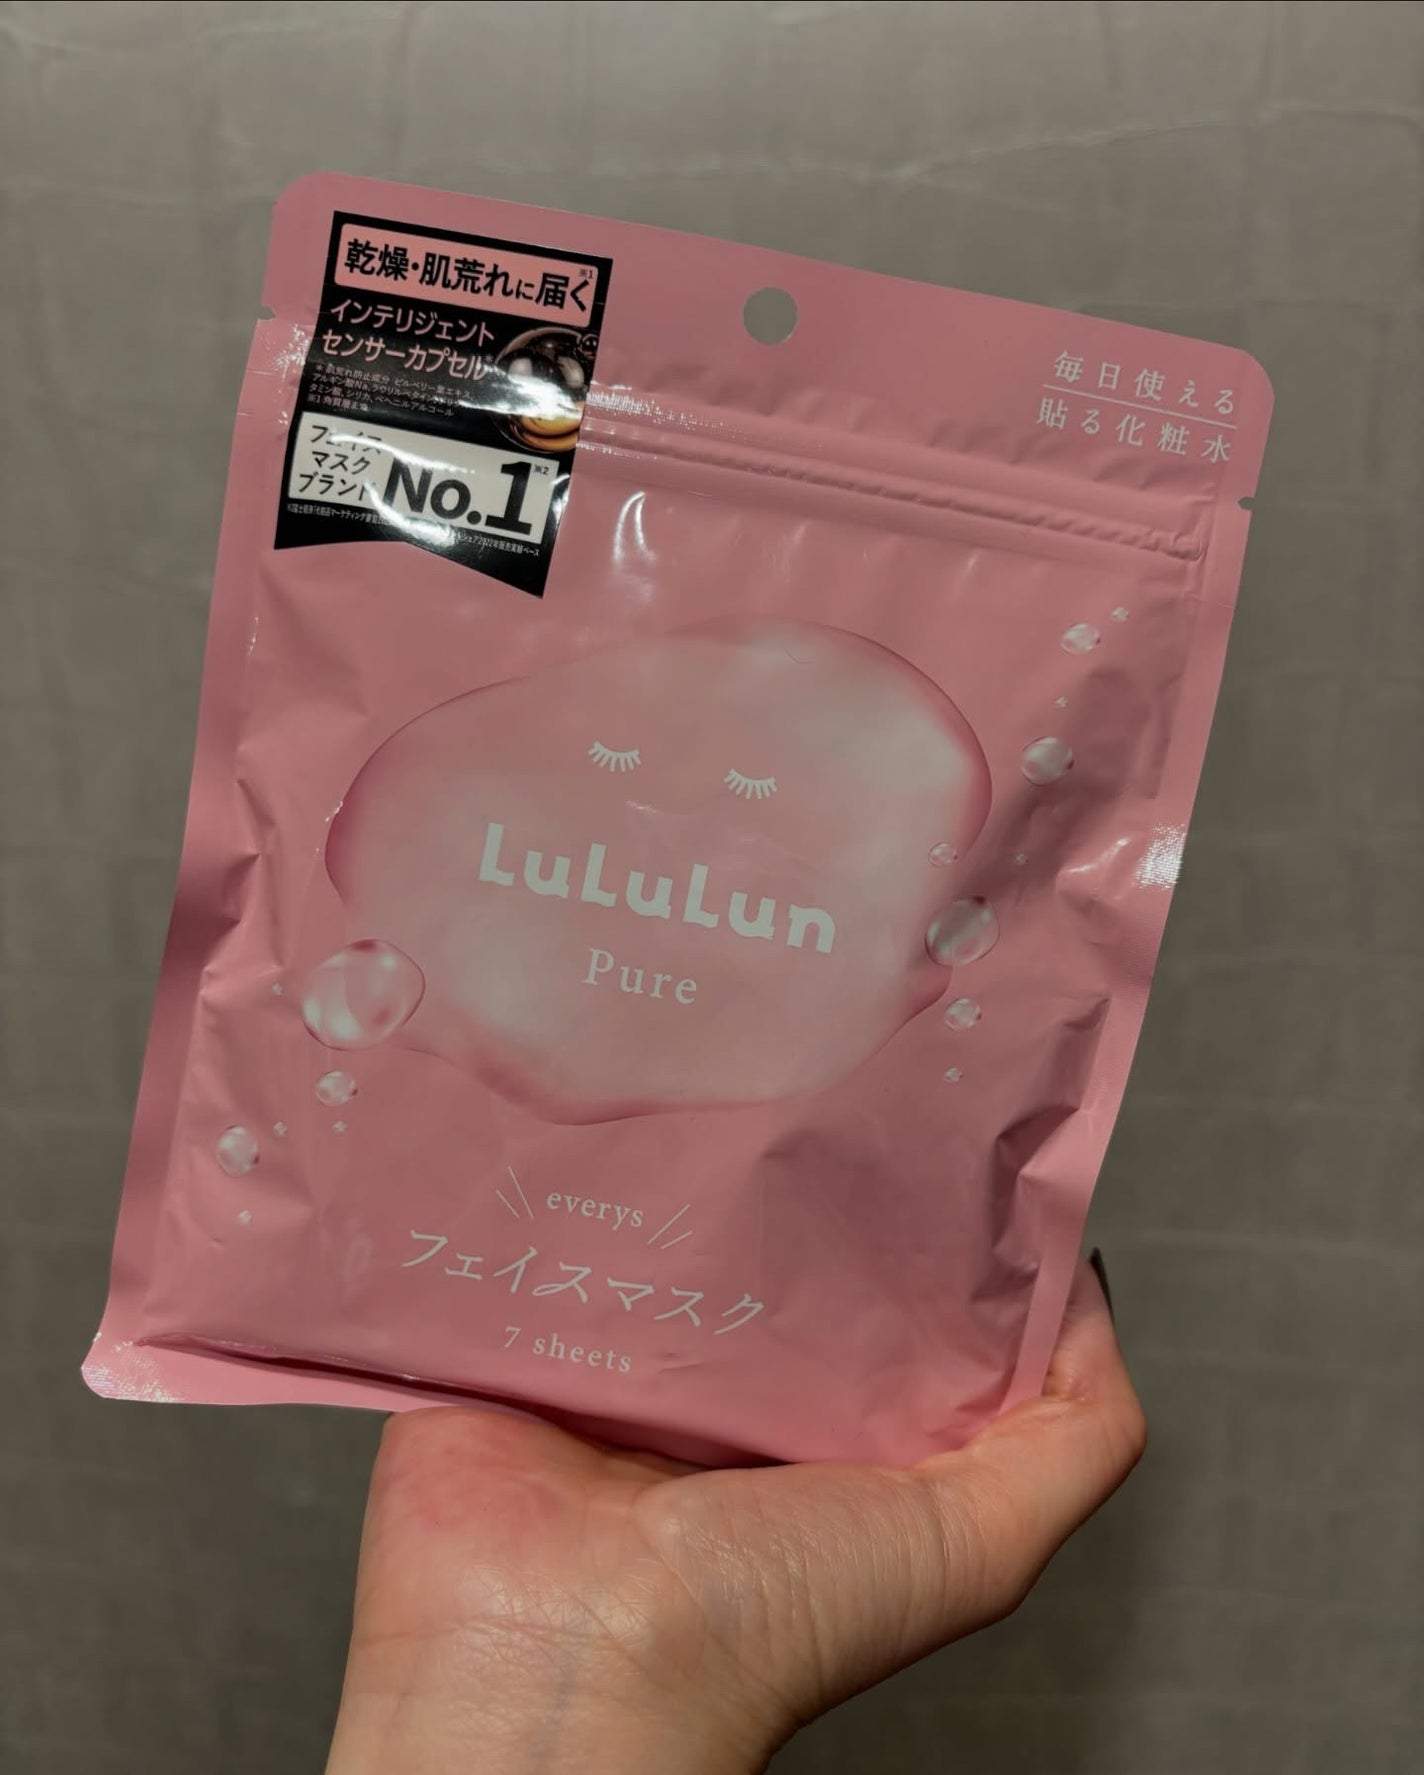 乾燥・肌荒れに届く※1
インテリジェント
センサーカプセル*
フェイス
マスク
ブランド
No.1※2
毎日使える
貼る化粧水
LuLuLun
Pure
everys
フェイスマスク
7 sheets